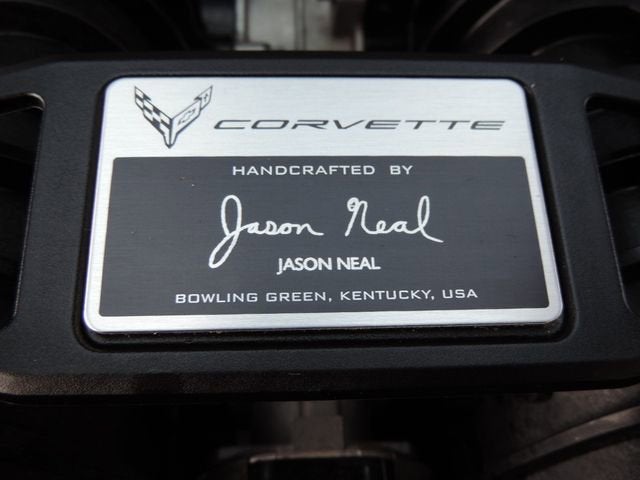 CORVETTE
HANDCRAFTED BY
Jason Neal
JASON NEAL
BOWLING GREEN, KENTUCKY, USA